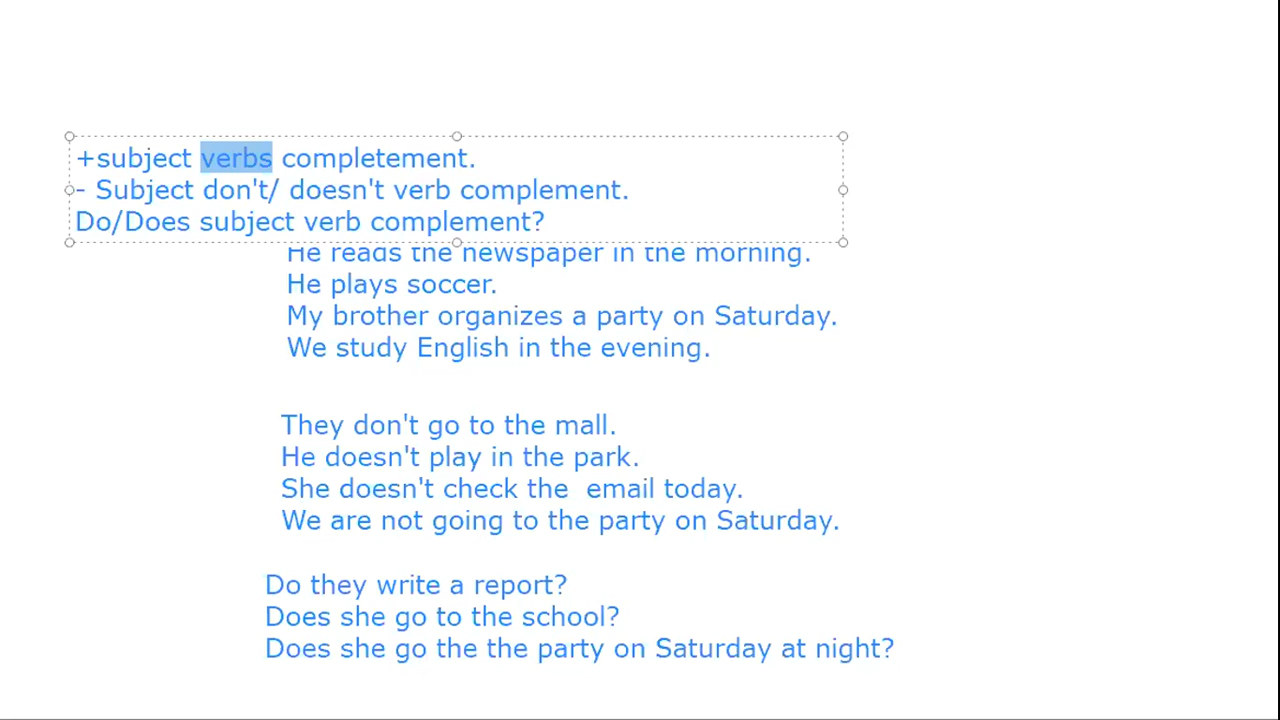 +subject verbs completement.
- Subject don't/ doesn't verb complement.
Do/Does subject verb complement?
He reads the newspaper in the morning.
He plays soccer.
My brother organizes a party on Saturday.
We study English in the evening.
They don't go to the mall.
He doesn't play in the park.
She doesn't check the  email today.
We are not going to the party on Saturday.
Do they write a report?
Does she go to the school?
Does she go the the party on Saturday at night?